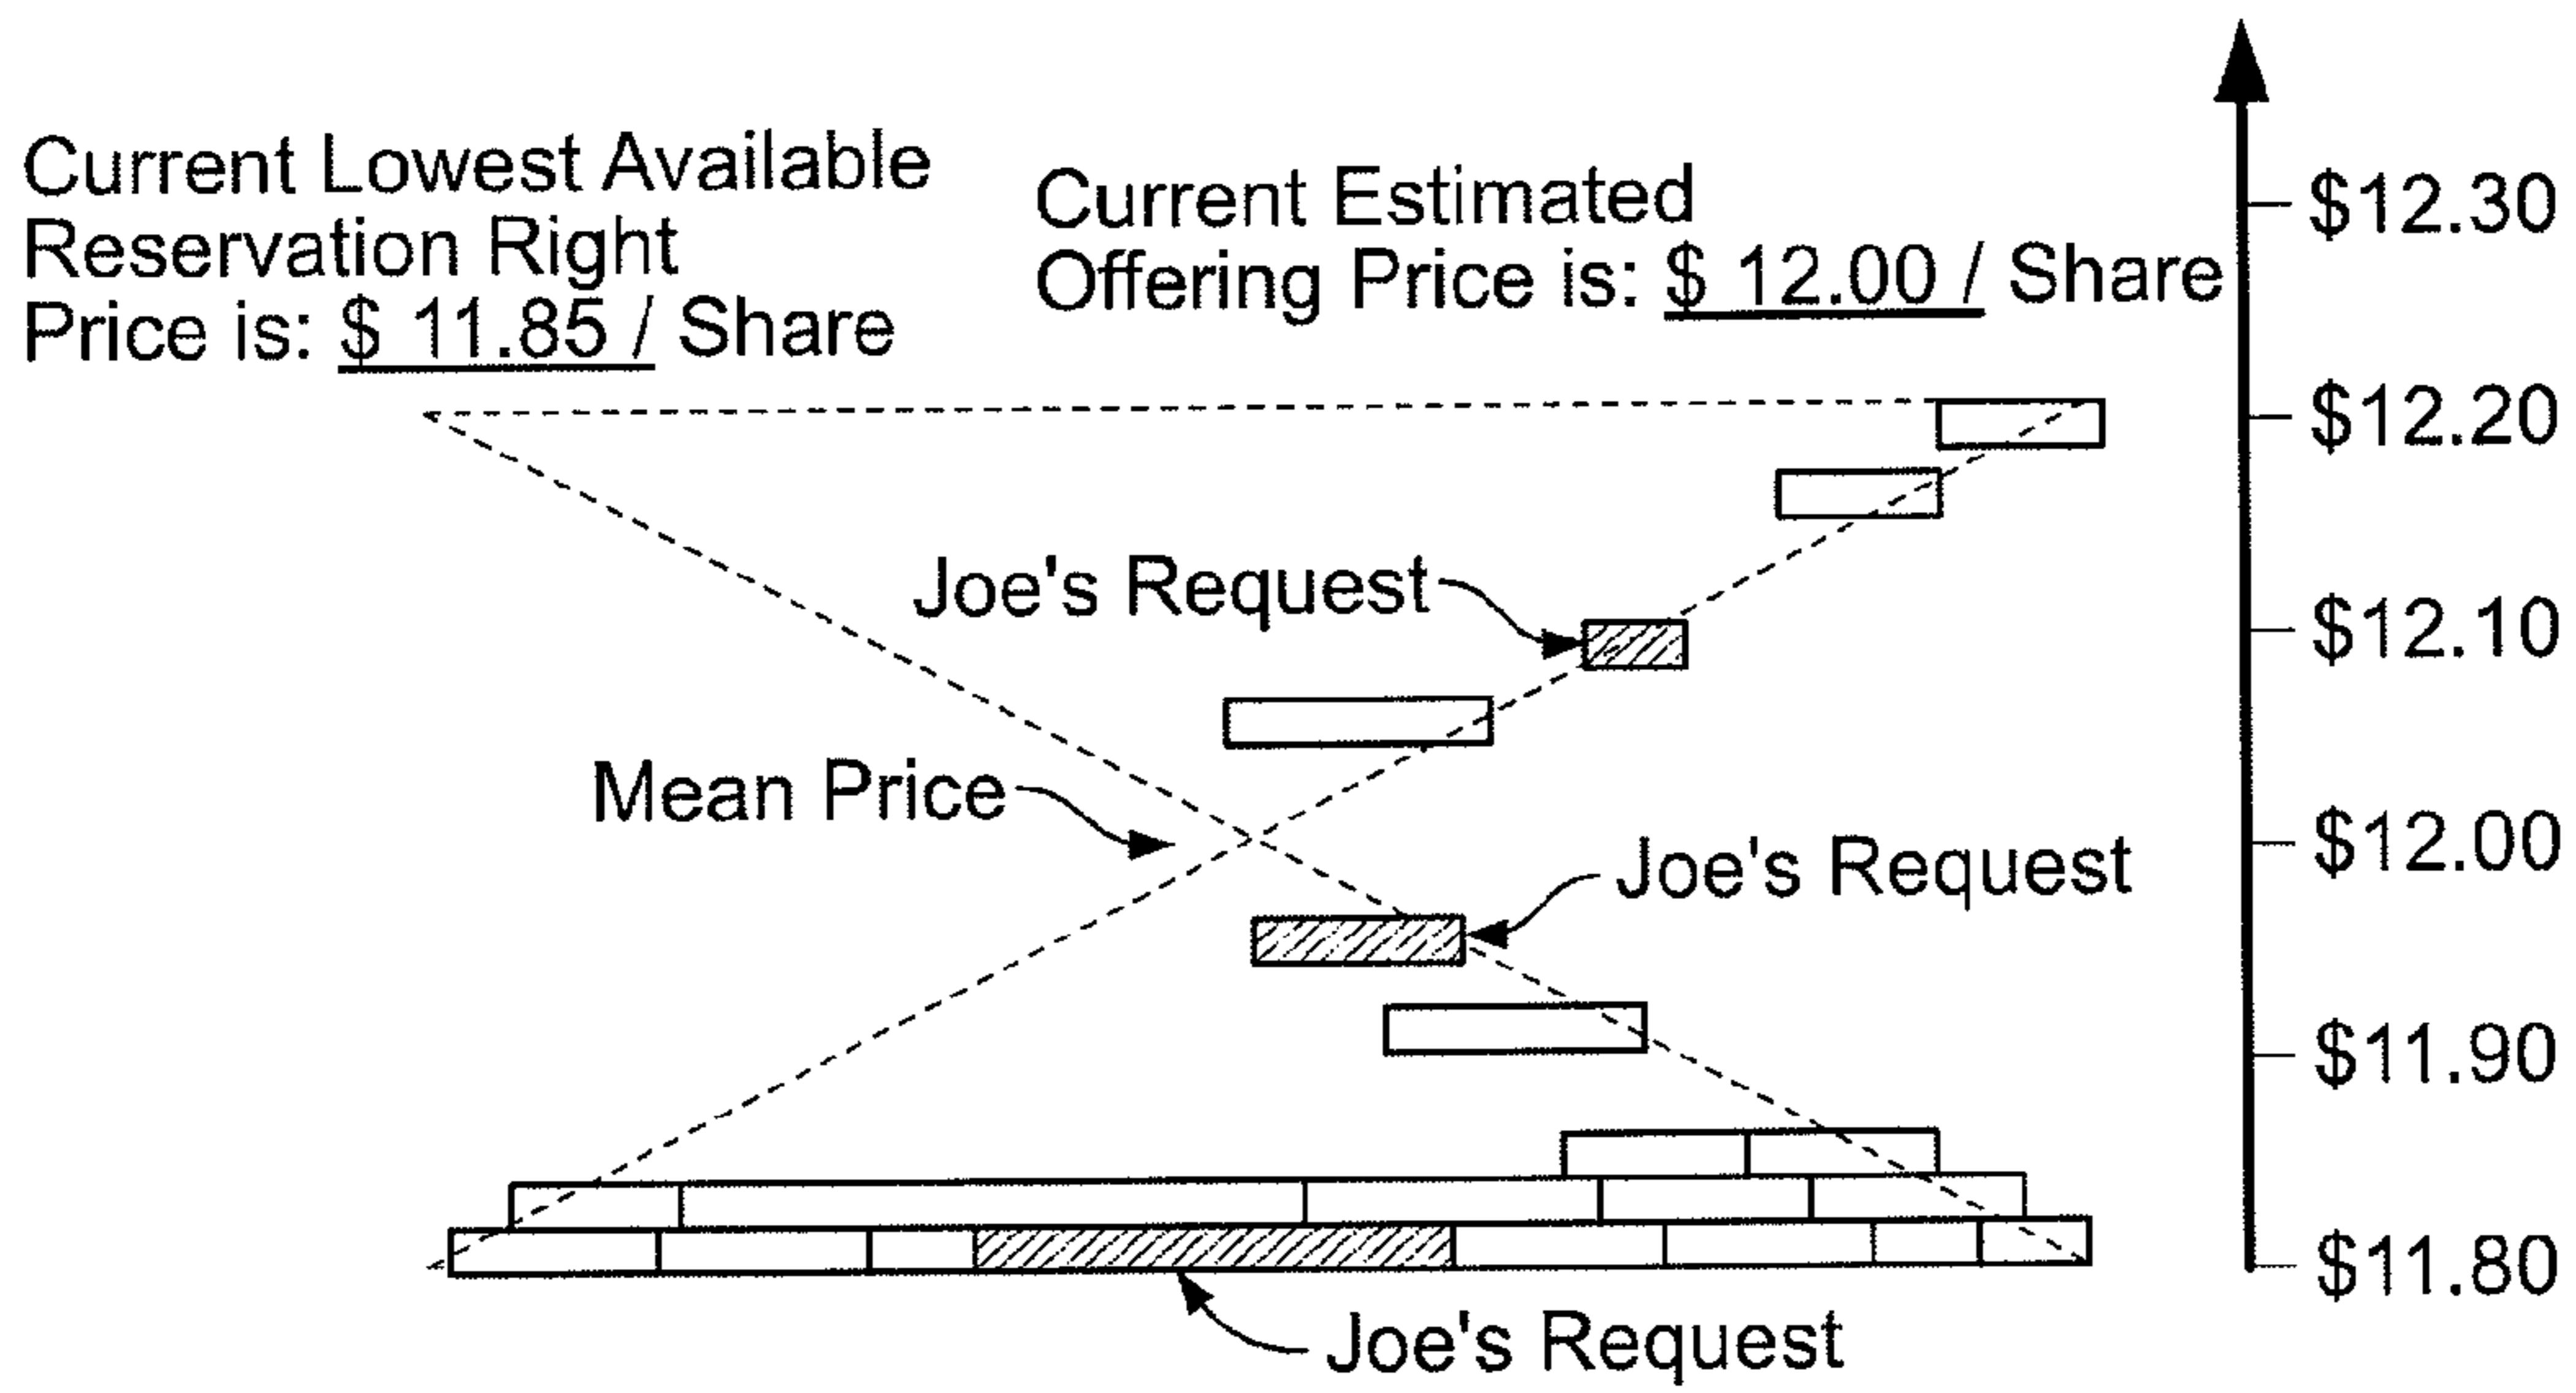 Current Lowest Available
Reservation Right
Price is: $ 11.85 / Share
Current Estimated
Offering Price is: $ 12.00 / Share
$12.30
$12.20
Joe's Request
$12.10
Mean Price
$12.00
Joe's Request
$11.90
$11.80
Joe's Request